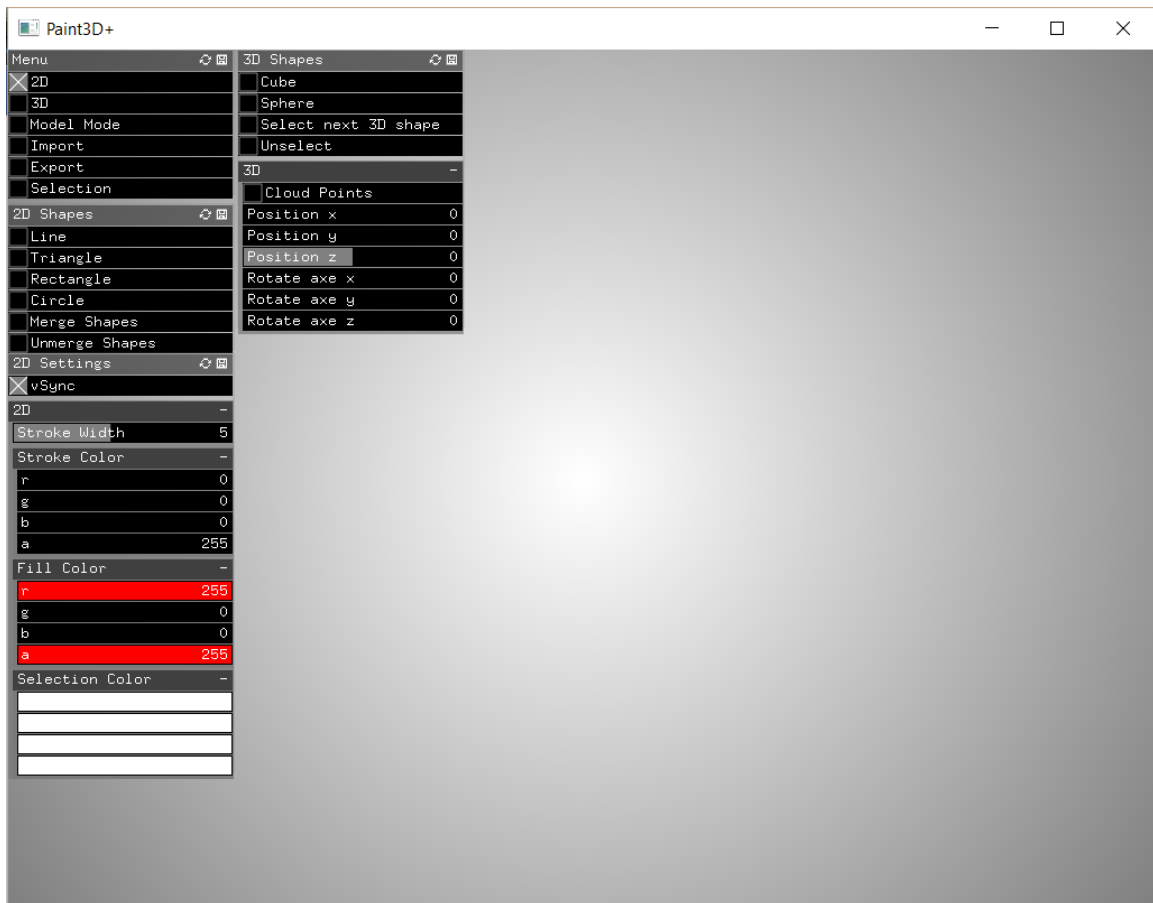 Paint3D+
Menu
2D
3D
Model Mode
Import
Export
Selection
2D Shapes
Line
Triangle
Rectangle
Circle
Merge Shapes
Unmerge Shapes
2D Settings
vSync
2D
Stroke Width 5
Stroke Color
r 0
g 0
b 0
a 255
Fill Color
r 255
g 0
b 0
a 255
Selection Color
3D Shapes
Cube
Sphere
Select next 3D shape
Unselect
3D
Cloud Points
Position x 0
Position y 0
Position z 0
Rotate axe x 0
Rotate axe y 0
Rotate axe z 0